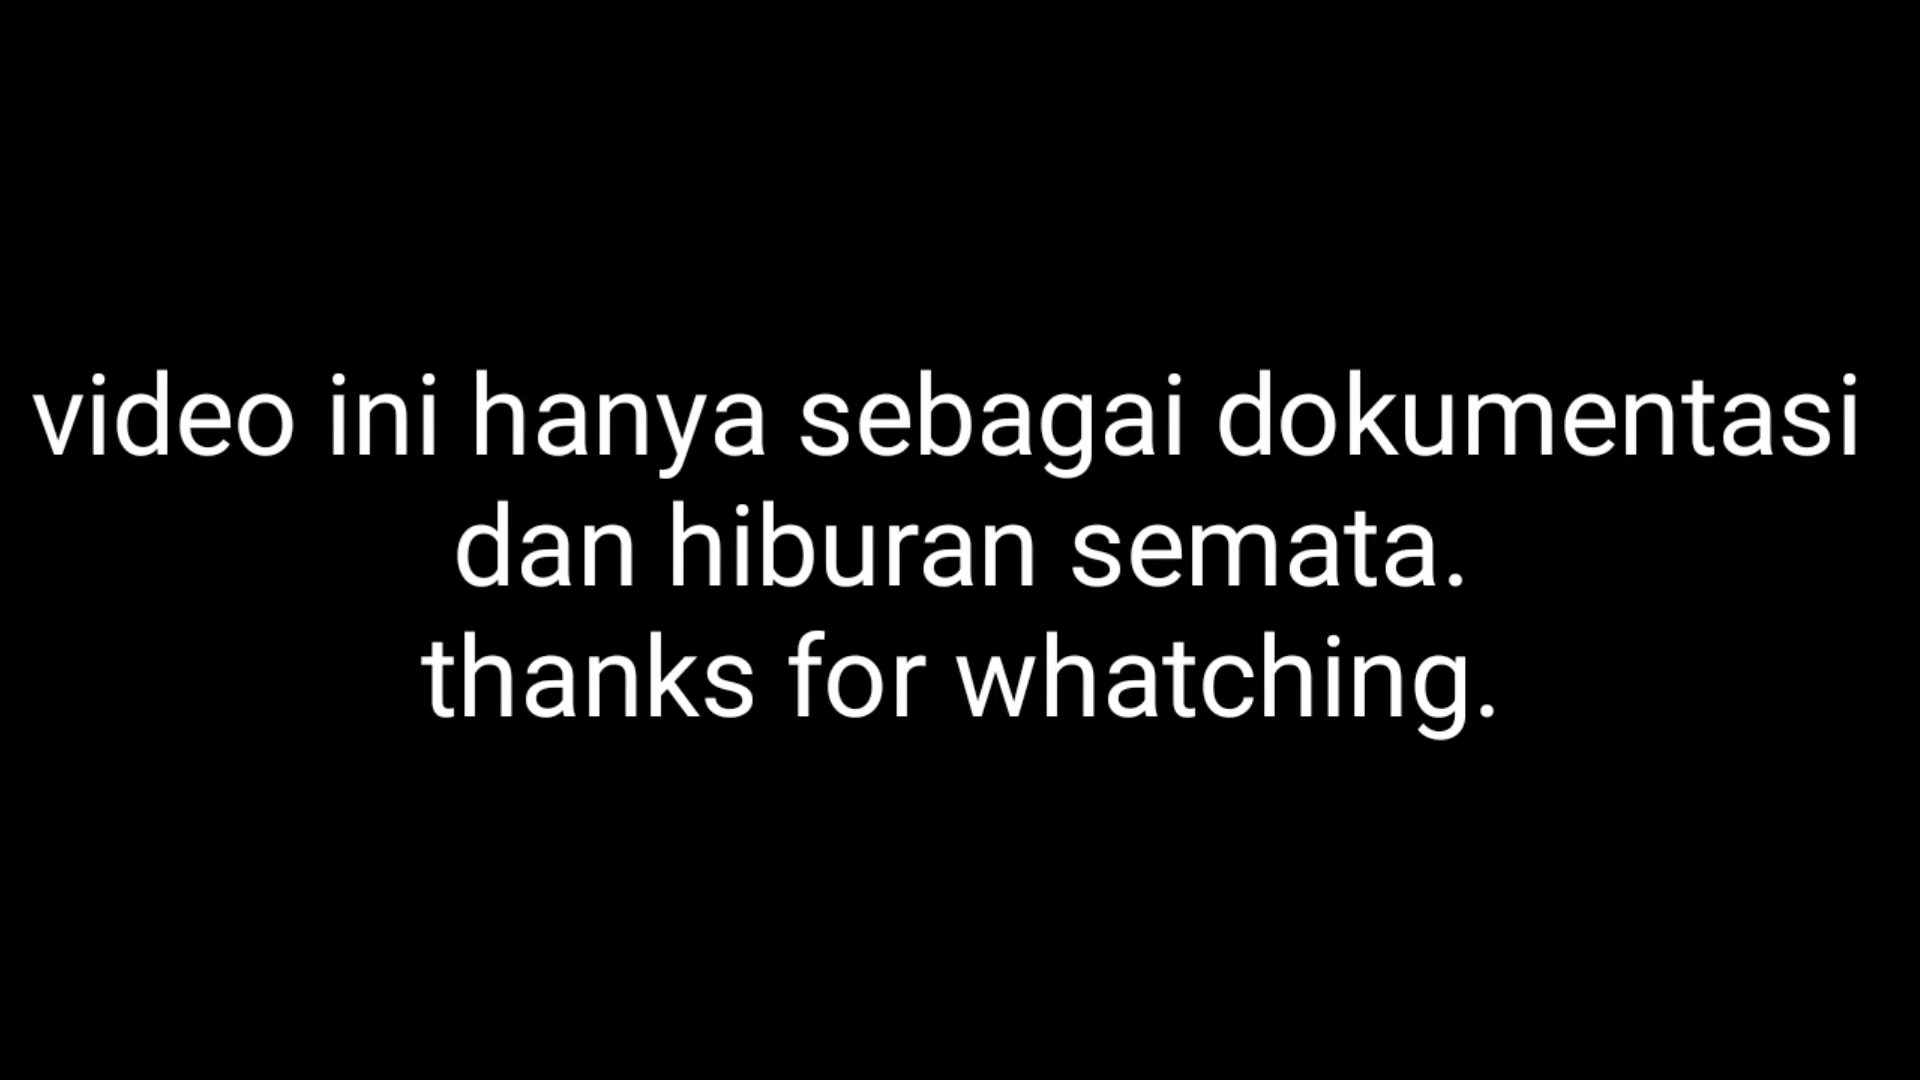 video ini hanya sebagai dokumentasi
dan hiburan semata.
thanks for whatching.